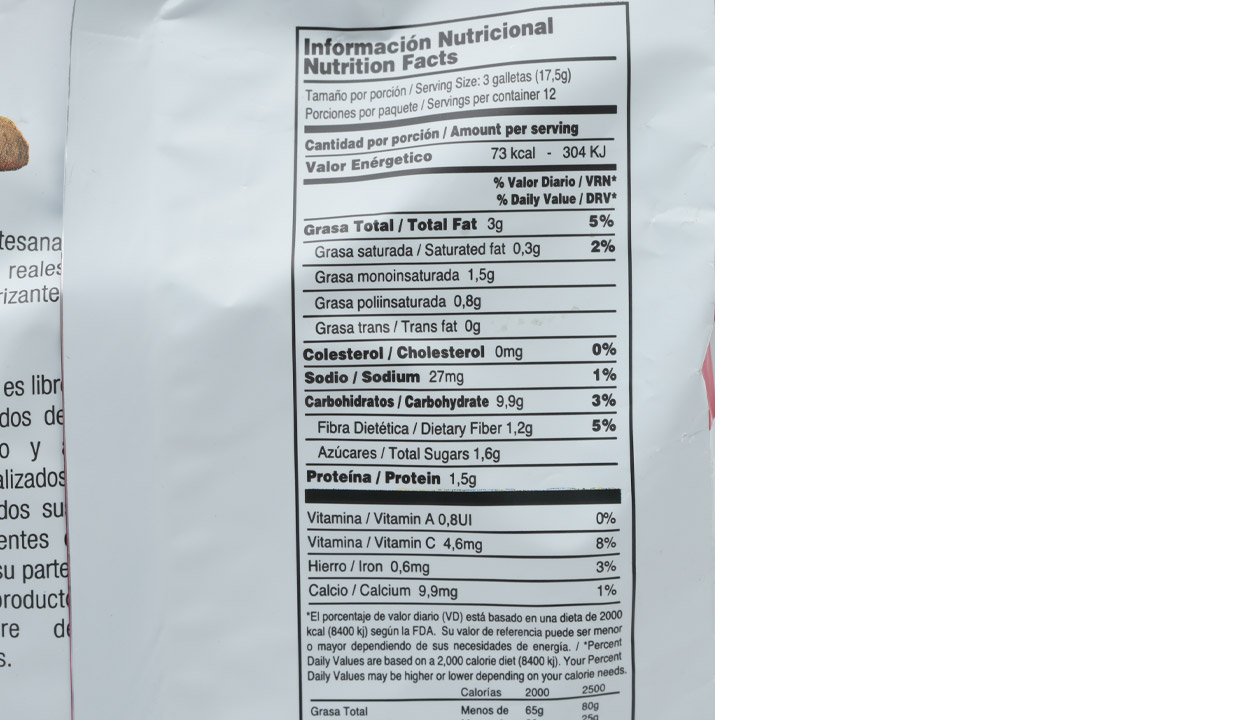 tesana
reales
rizante
es libr
dos de
o y
alizados
dos su
entes
su parte
product
re de
s.
Información Nutricional
Nutrition Facts
Tamaño por porción / Serving Size: 3 galletas (17,5g)
Porciones por paquete / Servings per container 12
Cantidad por porción / Amount per serving
Valor Enérgetico 73 kcal - 304 KJ
% Valor Diario / VRN*
% Daily Value / DRV*
Grasa Total / Total Fat 3g 5%
Grasa saturada / Saturated fat 0,3g 2%
Grasa monoinsaturada 1,5g
Grasa poliinsaturada 0,8g
Grasa trans / Trans fat 0g
Colesterol / Cholesterol 0mg 0%
Sodio / Sodium 27mg 1%
Carbohidratos / Carbohydrate 9,9g 3%
Fibra Dietética / Dietary Fiber 1,2g 5%
Azúcares / Total Sugars 1,6g
Proteína / Protein 1,5g
Vitamina / Vitamin A 0,8UI 0%
Vitamina / Vitamin C 4,6mg 8%
Hierro / Iron 0,6mg 3%
Calcio / Calcium 9,9mg 1%
*El porcentaje de valor diario (VD) está basado en una dieta de 2000
kcal (8400 kj) según la FDA. Su valor de referencia puede ser menor
o mayor dependiendo de sus necesidades de energía. / *Percent
Daily Values are based on a 2,000 calorie diet (8400 kj). Your Percent
Daily Values may be higher or lower depending on your calorie needs.
Calorías 2000 2500
Grasa Total Menos de 65g 80g